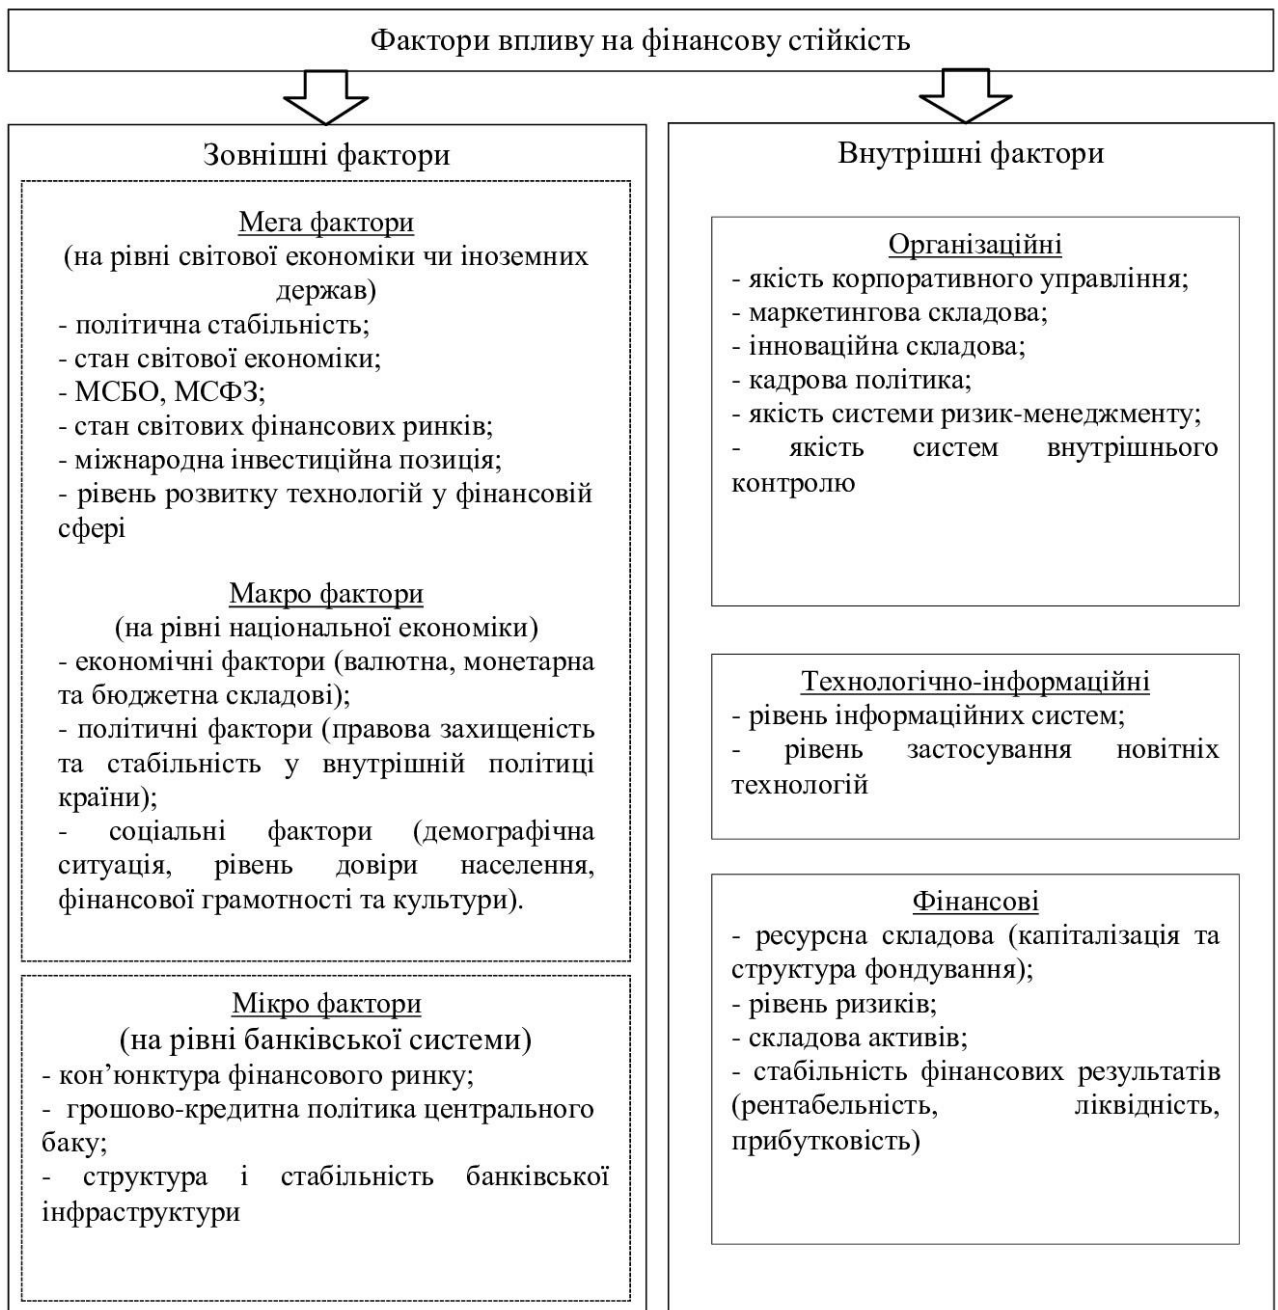 Фактори впливу на фінансову стійкість
Зовнішні фактори
Мега фактори
(на рівні світової економіки чи іноземних
держав)
- політична стабільність;
- стан світової економіки;
- МСБО, МСФЗ;
- стан світових фінансових ринків;
- міжнародна інвестиційна позиція;
- рівень розвитку технологій у фінансовій
сфері
Макро фактори
(на рівні національної економіки)
- економічні фактори (валютна, монетарна
та бюджетна складові);
- політичні фактори (правова захищеність
та стабільність у внутрішній політиці
країни);
- соціальні фактори (демографічна
ситуація, рівень довіри населення,
фінансової грамотності та культури).
Мікро фактори
(на рівні банківської системи)
- кон’юнктура фінансового ринку;
- грошово-кредитна політика центрального
баку;
- структура і стабільність банківської
інфраструктури
Внутрішні фактори
Організаційні
- якість корпоративного управління;
- маркетингова складова;
- інноваційна складова;
- кадрова політика;
- якість системи ризик-менеджменту;
- якість систем внутрішнього
контролю
Технологічно-інформаційні
- рівень інформаційних систем;
- рівень застосування новітніх
технологій
Фінансові
- ресурсна складова (капіталізація та
структура фондування);
- рівень ризиків;
- складова активів;
- стабільність фінансових результатів
(рентабельність, ліквідність,
прибутковість)